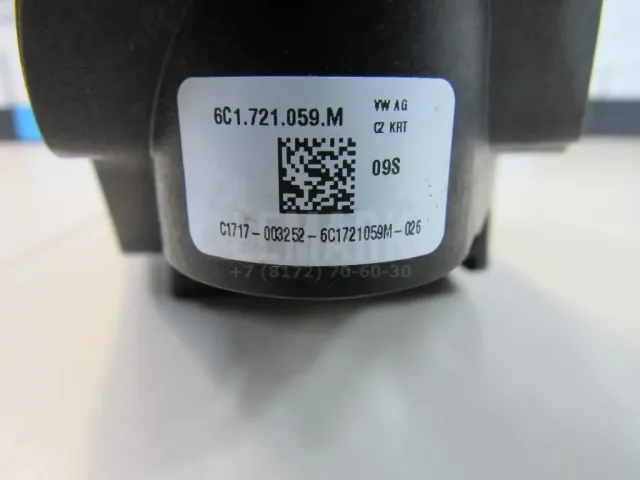 6C1.721.059.M
VW AG
CZ KRT
09S
C1717-003252-6C1721059M-026
+7 (8172) 70-60-30